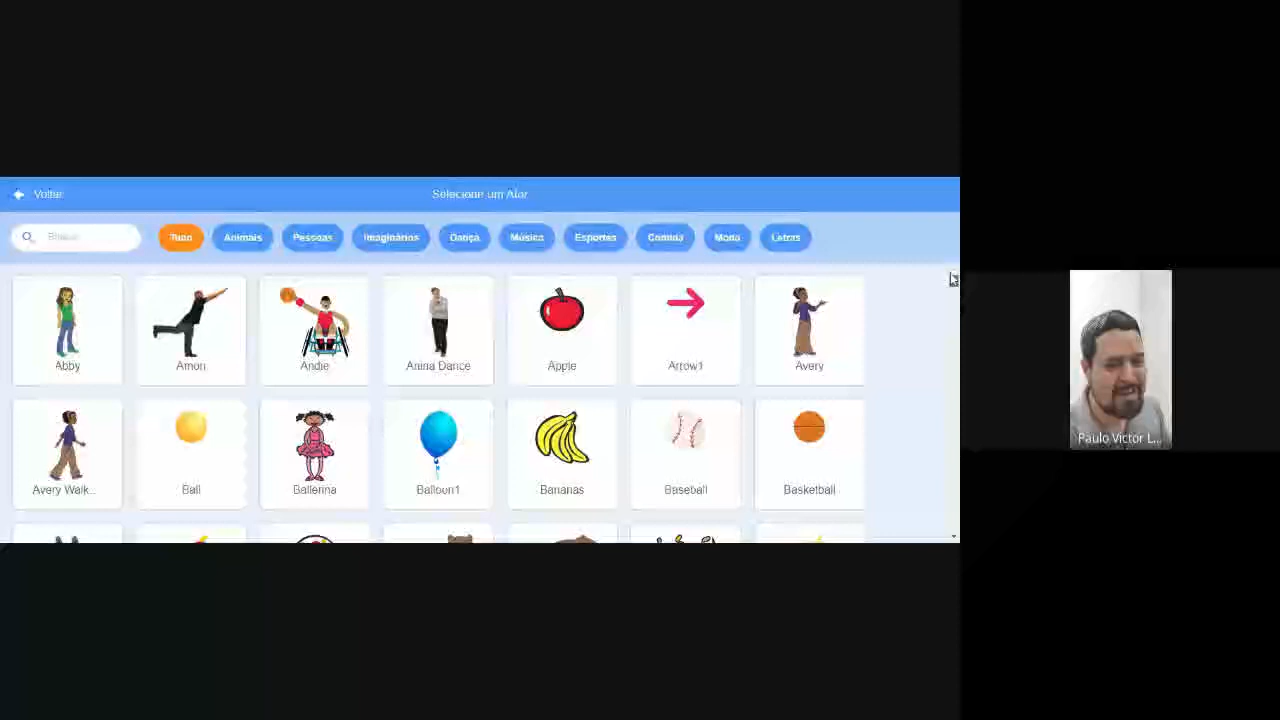 Voltar
Selecione um Ator
Busca
Tudo
Animais
Pessoas
Imaginários
Dança
Música
Esportes
Comida
Moda
Letras
Abby
Amon
Andie
Anina Dance
Apple
Arrow1
Avery
Avery Walk...
Ball
Ballerina
Balloon1
Bananas
Baseball
Basketball
Paulo Victor L...